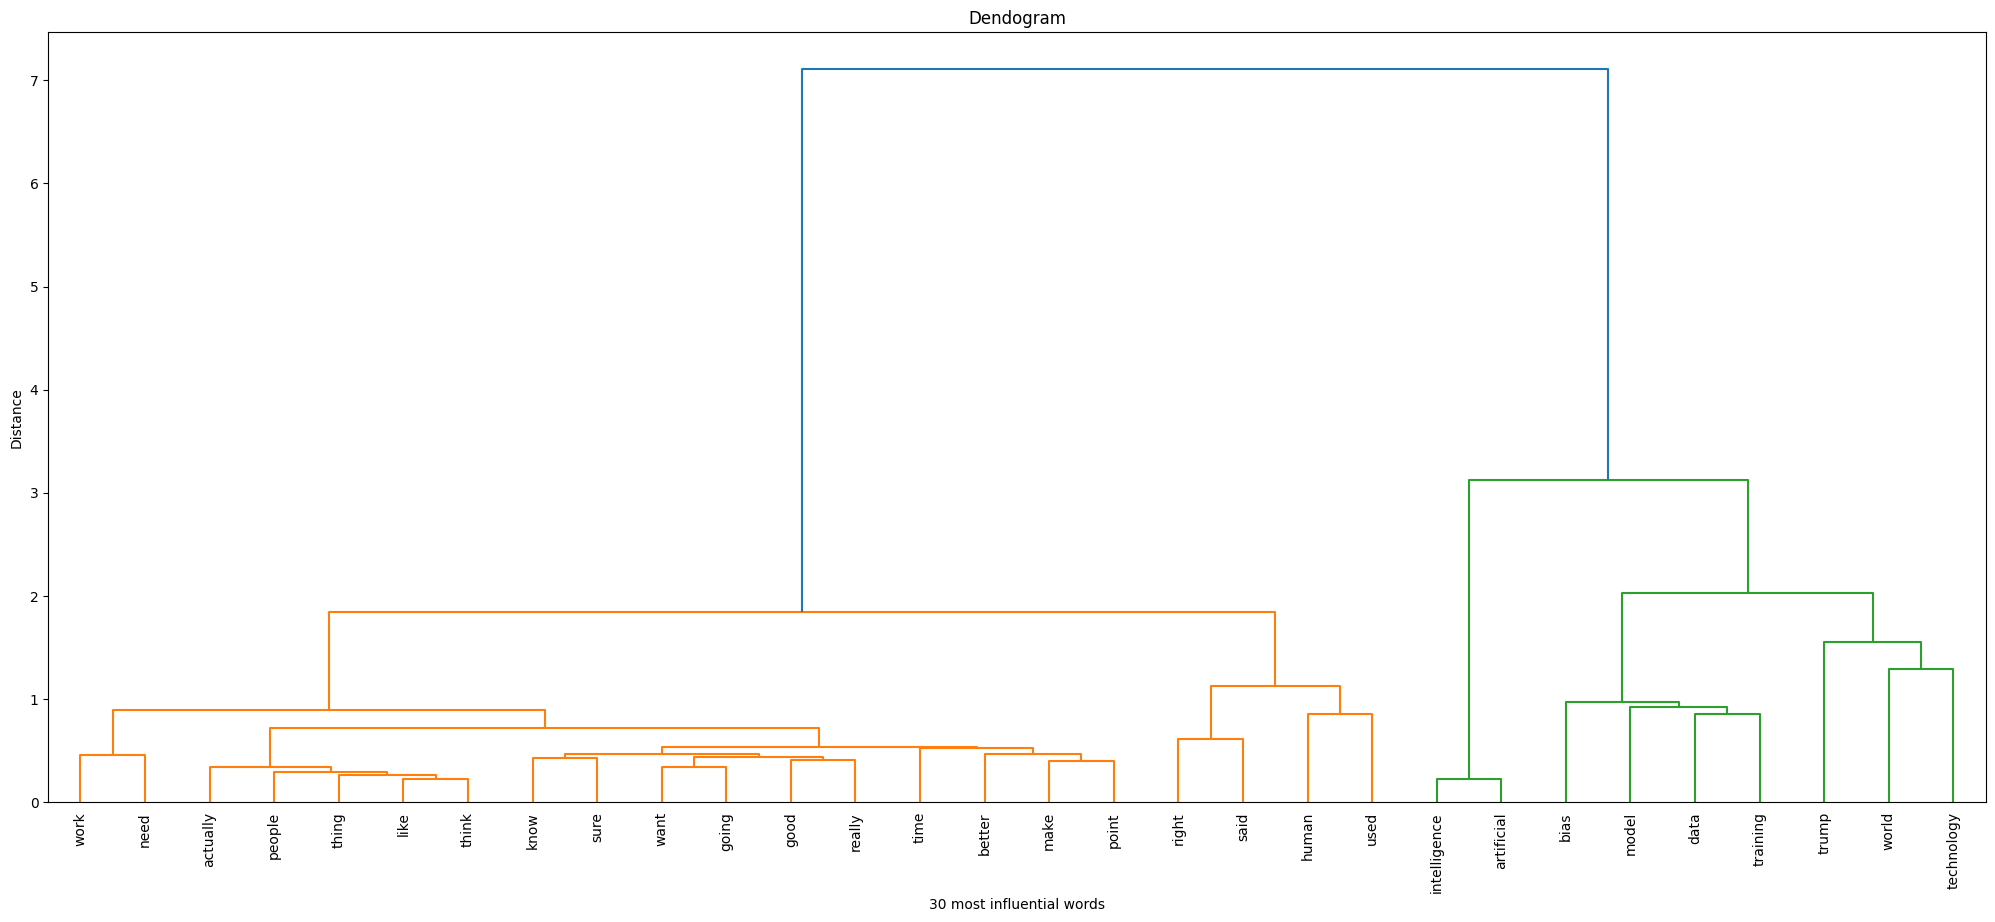 Dendogram
7
6
5
4
3
2
1
0
Distance
work
need
actually
people
thing
like
think
know
sure
want
going
good
really
time
better
make
point
right
said
human
used
intelligence
artificial
bias
model
data
training
trump
world
technology
30 most influential words